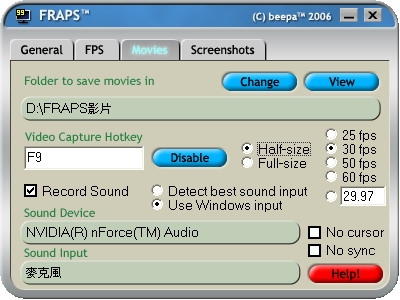 99 FRAPS™ (C) beepa™ 2006
General FPS Movies Screenshots
Folder to save movies in Change View
D:\FRAPS影片
Video Capture Hotkey
F9 Disable
Half-size
Full-size
25 fps
30 fps
50 fps
60 fps
29.97
Record Sound
Detect best sound input
Use Windows input
Sound Device
NVIDIA(R) nForce(TM) Audio
No cursor
No sync
Sound Input
麥克風
Help!